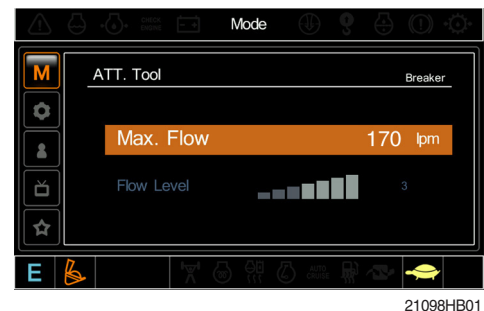 CHECK ENGINE
Mode
M
ATT. Tool Breaker
Max. Flow 170 lpm
Flow Level 3
E
AUTO CRUISE
21098HB01